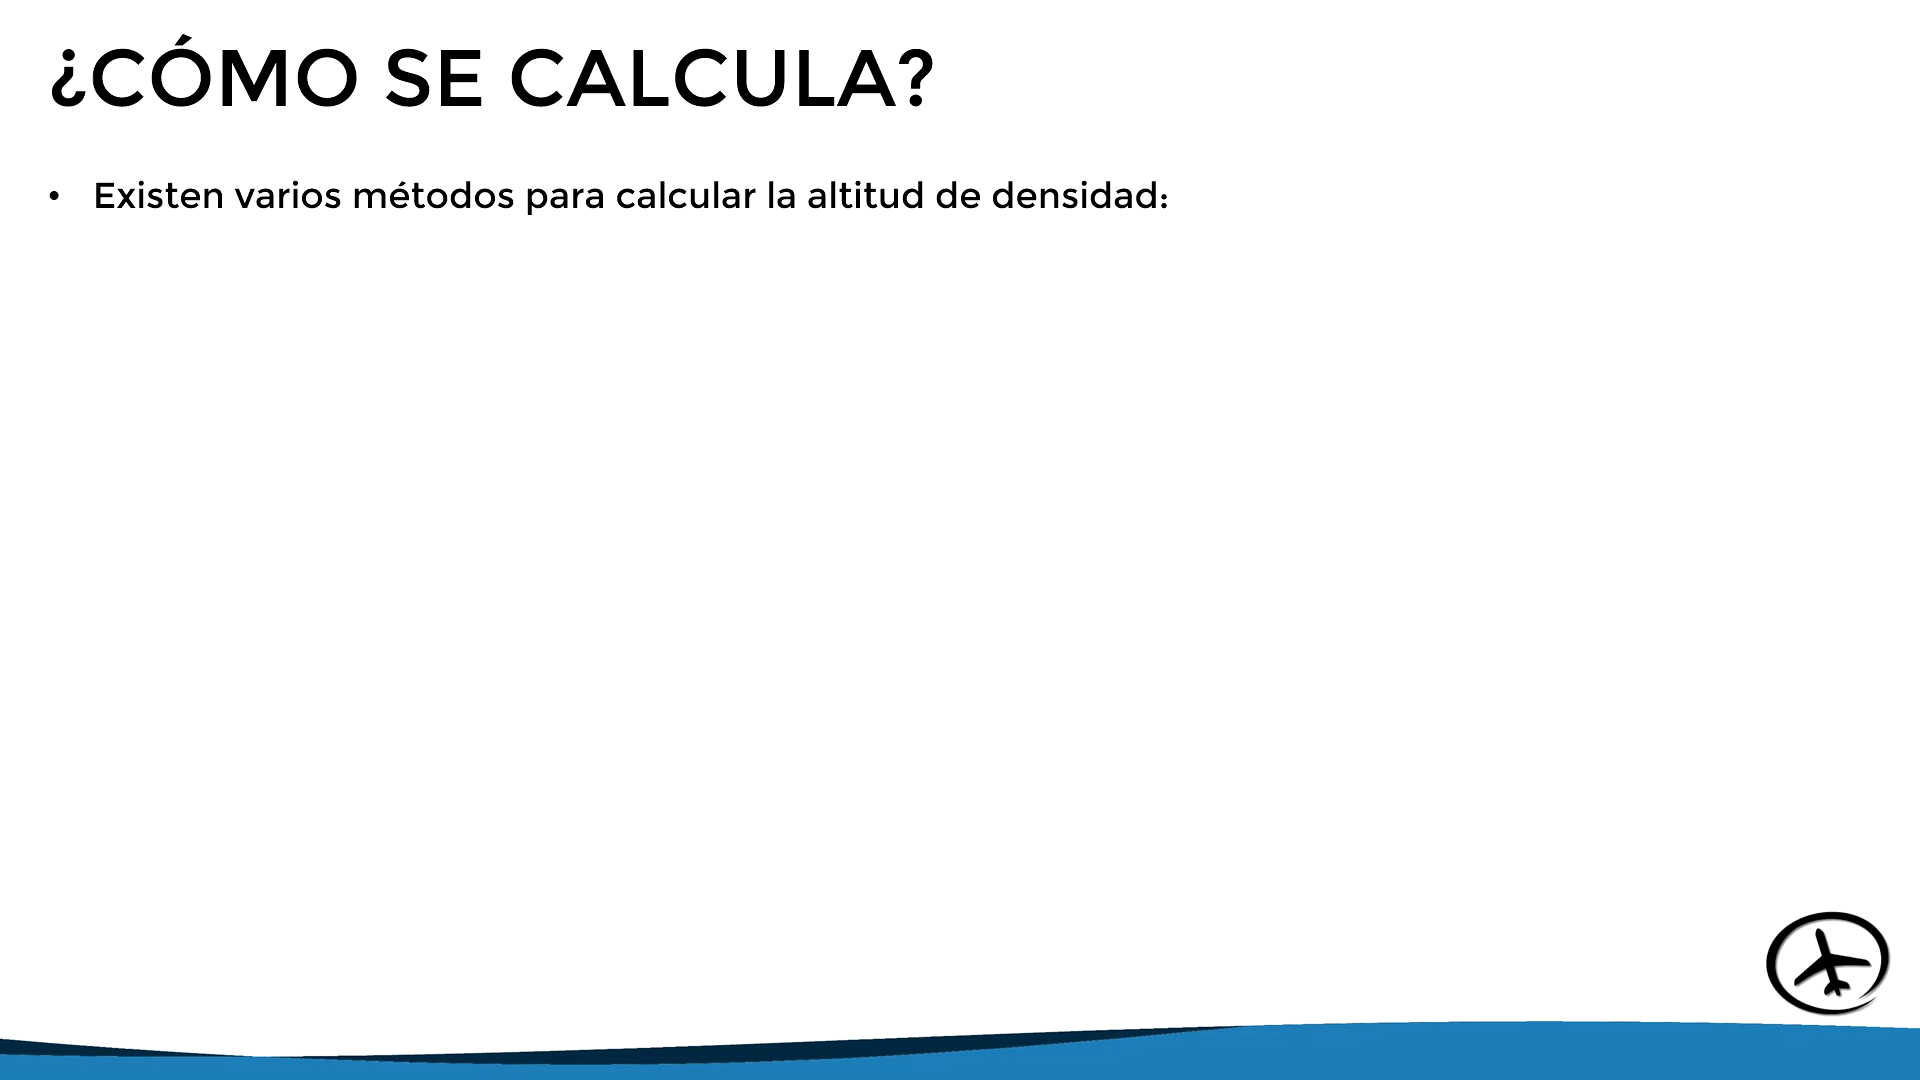 ¿CÓMO SE CALCULA?
• Existen varios métodos para calcular la altitud de densidad: